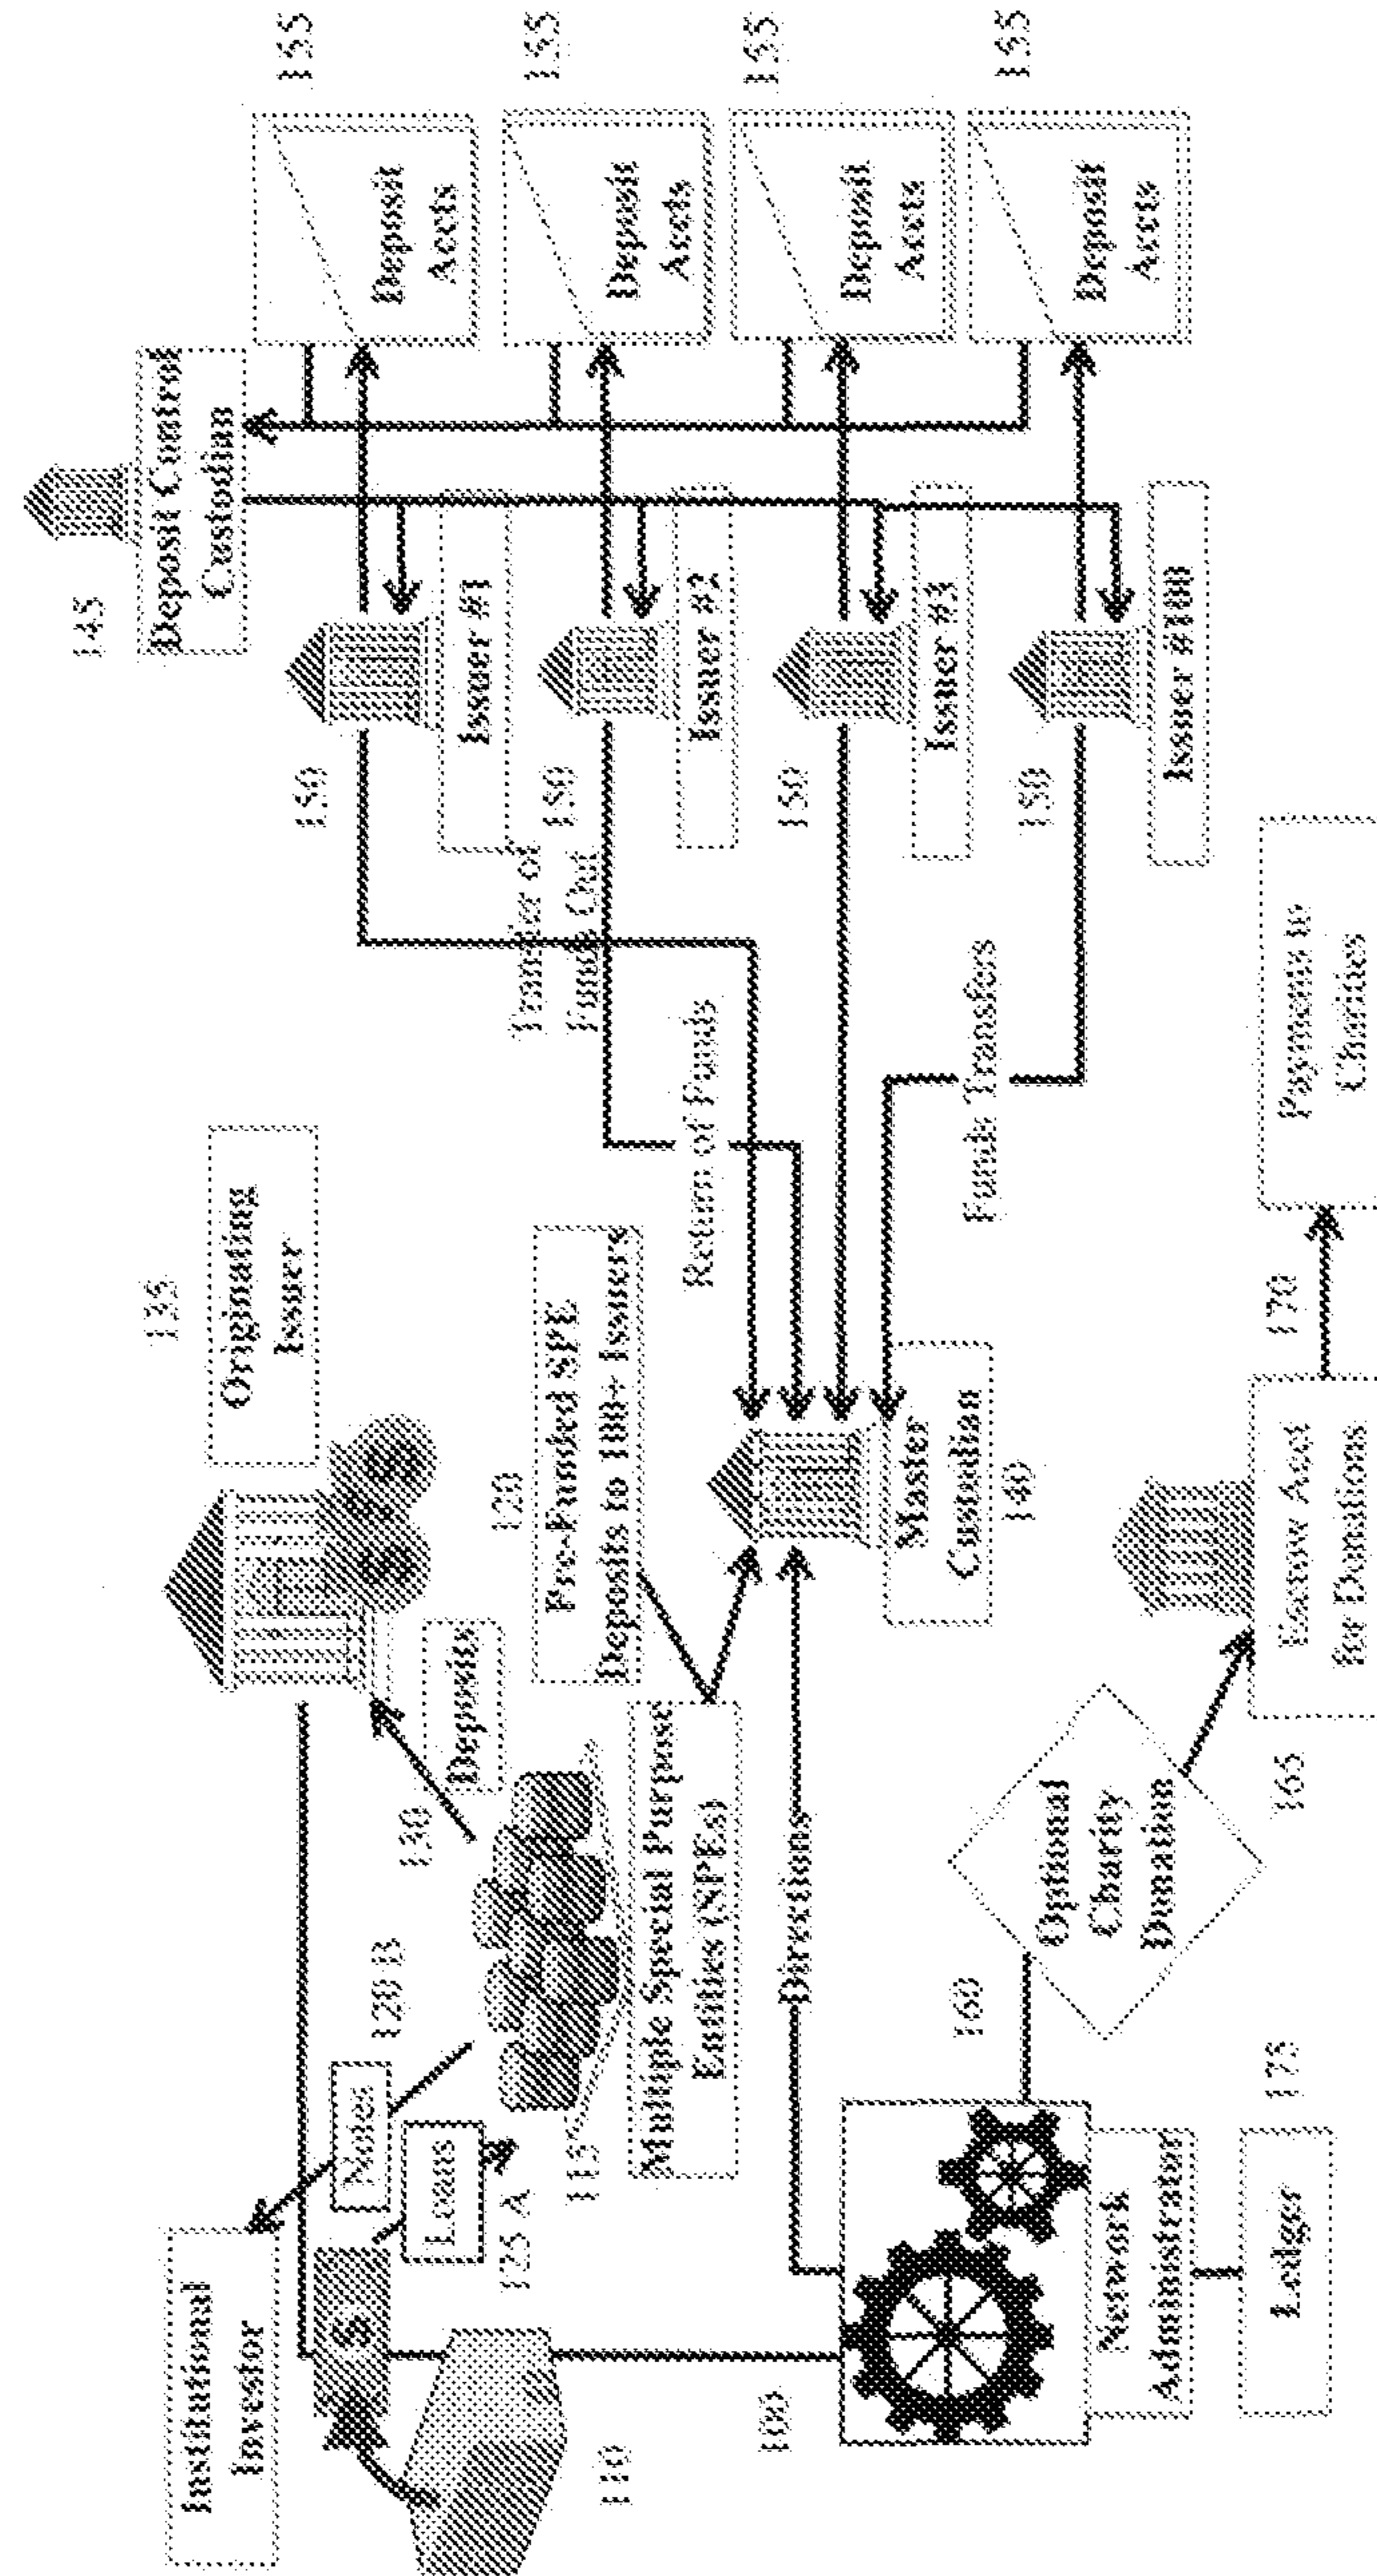 Institutional
Investor
Notes
Loans
$
110
125 A
120 B
115
130
Deposits
135
Originating
Issuer
Multiple Special Purpose
Entities (SPEs)
120
Pre-Funded SPE
Deposits to 100+ Issuers
Directions
Master
Custodian
140
Return of Funds
Transfer of
Funds Out
Funds Transfers
145
Deposit Control
Custodian
150
Issuer #1
150
Issuer #2
150
Issuer #3
150
Issuer #100
155
Deposit
Accts
155
Deposit
Accts
155
Deposit
Accts
155
Deposit
Accts
100
Network
Administrator
175
Ledger
160
Optional
Charity
Donation
165
Escrow Acct
for Donations
170
Payments to
Charities